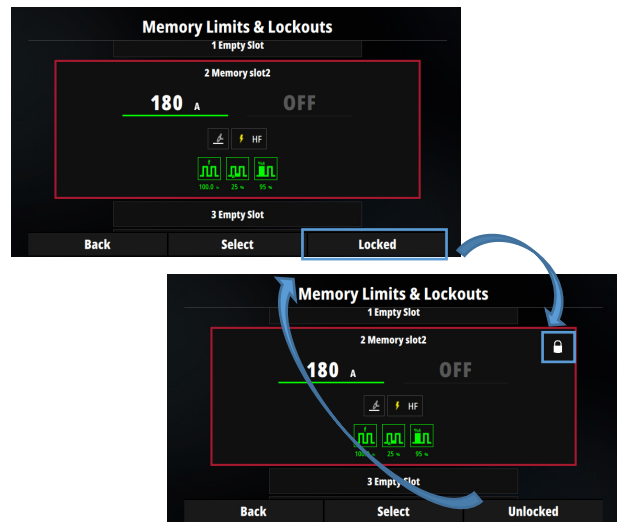 Memory Limits & Lockouts
1 Empty Slot
2 Memory slot2
180 A OFF
HF
100.0 25 % 95 %
3 Empty Slot
Back Select Locked
Memory Limits & Lockouts
1 Empty Slot
2 Memory slot2
180 A OFF
HF
25 % 95 %
3 Empty Slot
Back Select Unlocked